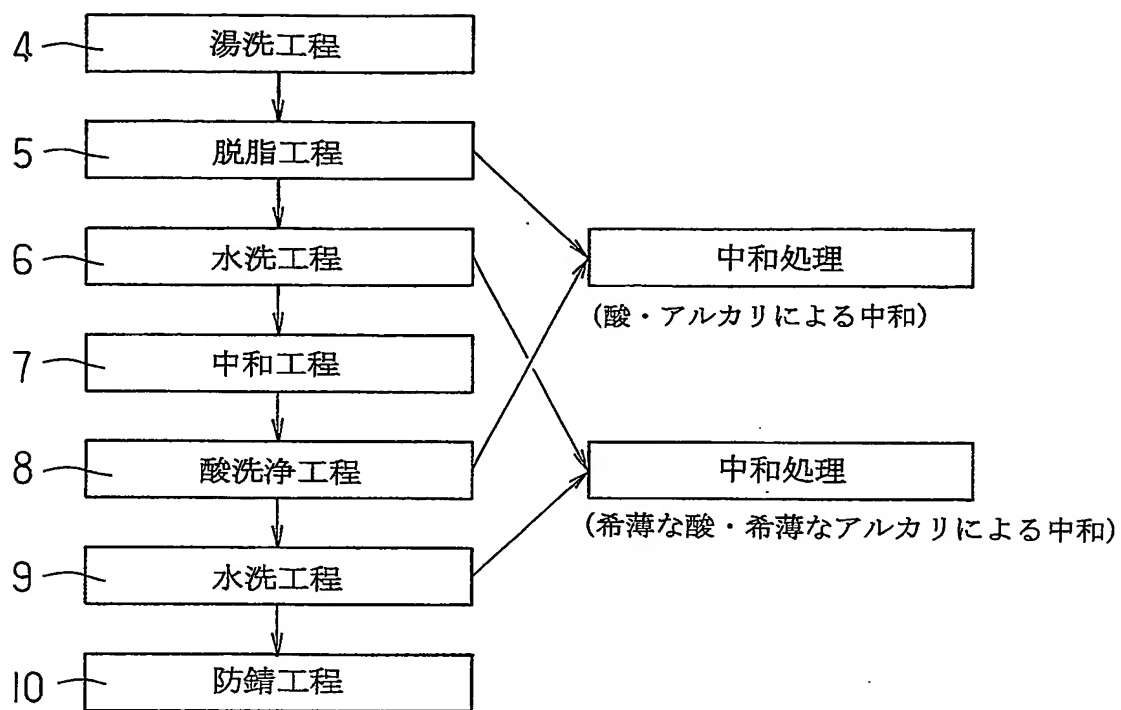 4 湯洗工程
5 脱脂工程
6 水洗工程
中和処理
(酸・アルカリによる中和)
7 中和工程
8 酸洗浄工程
中和処理
(希薄な酸・希薄なアルカリによる中和)
9 水洗工程
10 防錆工程